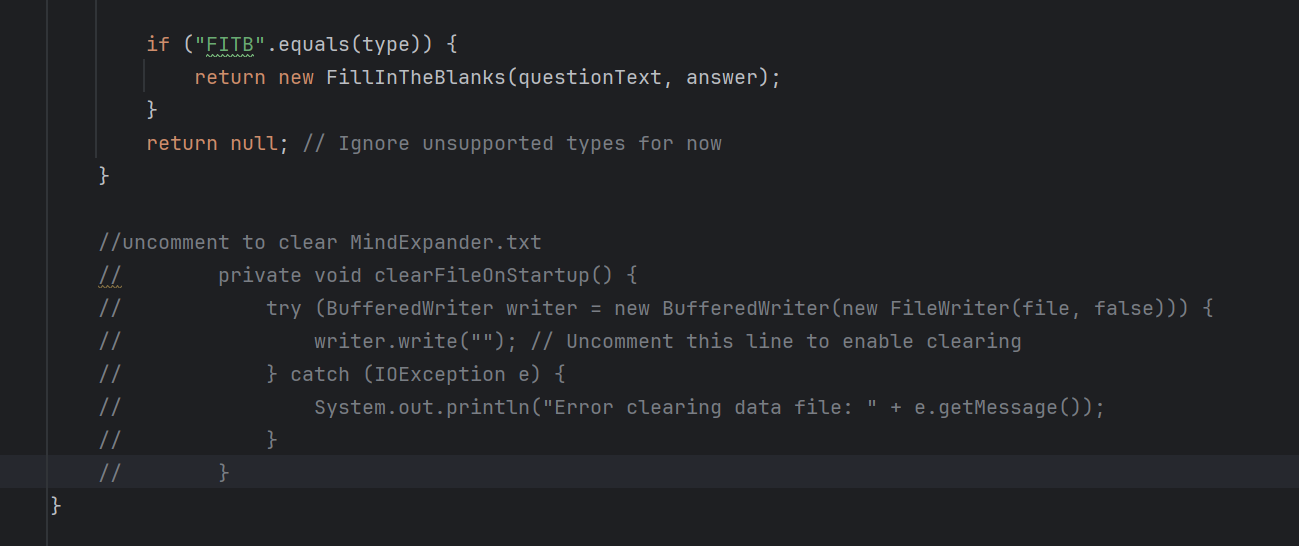 if ("FITB".equals(type)) {
return new FillInTheBlanks(questionText, answer);
}
return null; // Ignore unsupported types for now
}
//uncomment to clear MindExpander.txt
//        private void clearFileOnStartup() {
//            try (BufferedWriter writer = new BufferedWriter(new FileWriter(file, false))) {
//                writer.write(""); // Uncomment this line to enable clearing
//            } catch (IOException e) {
//                System.out.println("Error clearing data file: " + e.getMessage());
//            }
//        }
}